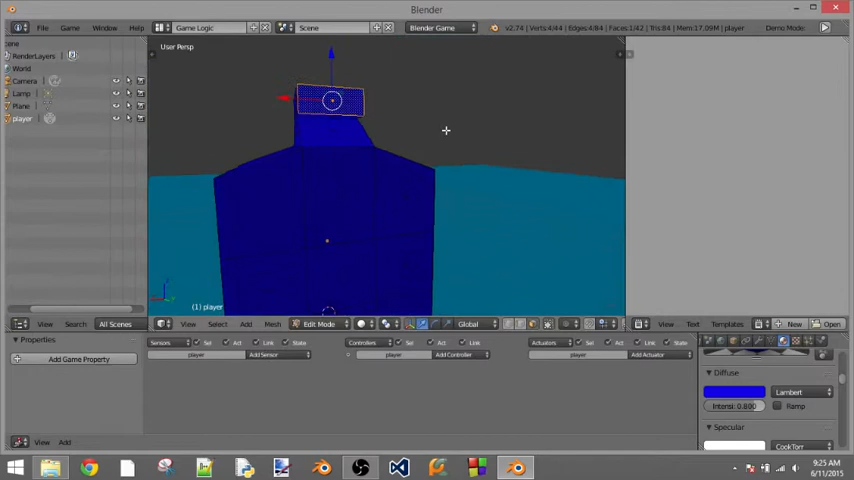 Blender
File Game Window Help Game Logic Scene Blender Game v2.74 | Verts:4/44 | Edges:4/84 | Faces:1/42 | Tris:84 | Mem:17.09M | player Demo Mode:
User Persp
RenderLayers
World
Camera
Lamp
Plane
player
(1) player
View Search All Scenes View Select Add Mesh Edit Mode Global View Text Templates New Open
Properties Sensors Sel Act Link State Controllers Sel Act Link Actuators Sel Act Link State
Add Game Property player Add Sensor player Add Controller player Add Actuator
Diffuse
Lambert
Intensi: 0.800 Ramp
Specular
CookTorr
View Add
9:25 AM
6/11/2015